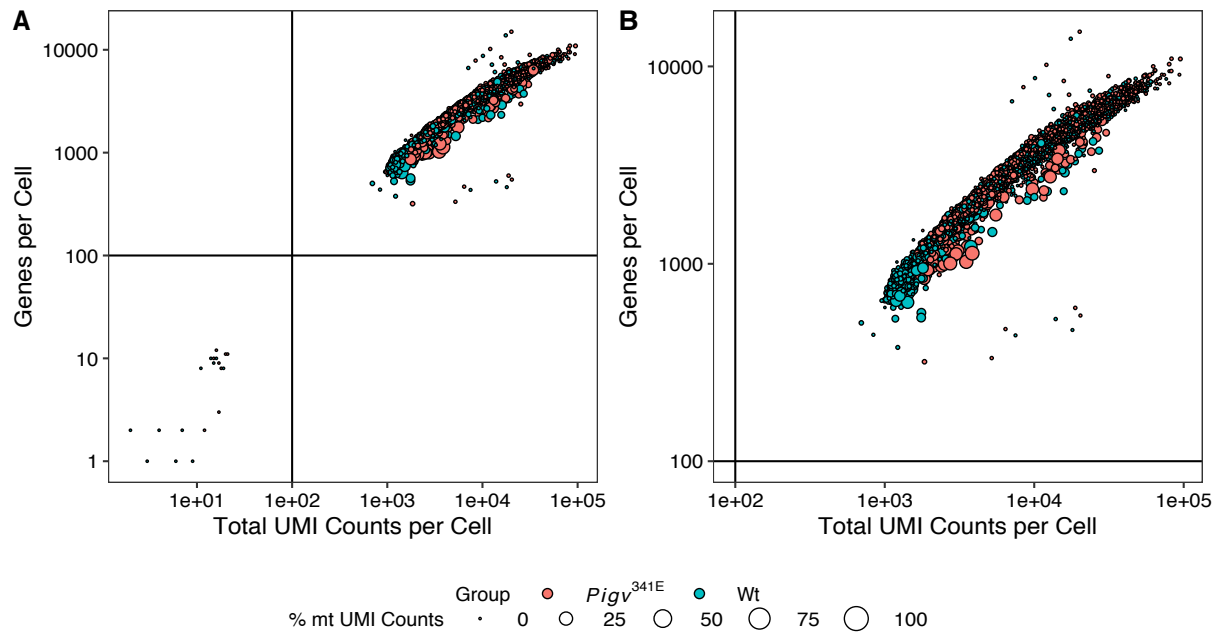 A
B
10000
1000
100
10
1
Genes per Cell
1e+01
1e+02
1e+03
1e+04
1e+05
Total UMI Counts per Cell
10000
1000
100
Genes per Cell
1e+02
1e+03
1e+04
1e+05
Total UMI Counts per Cell
Group Pigv341E Wt
% mt UMI Counts 0 25 50 75 100